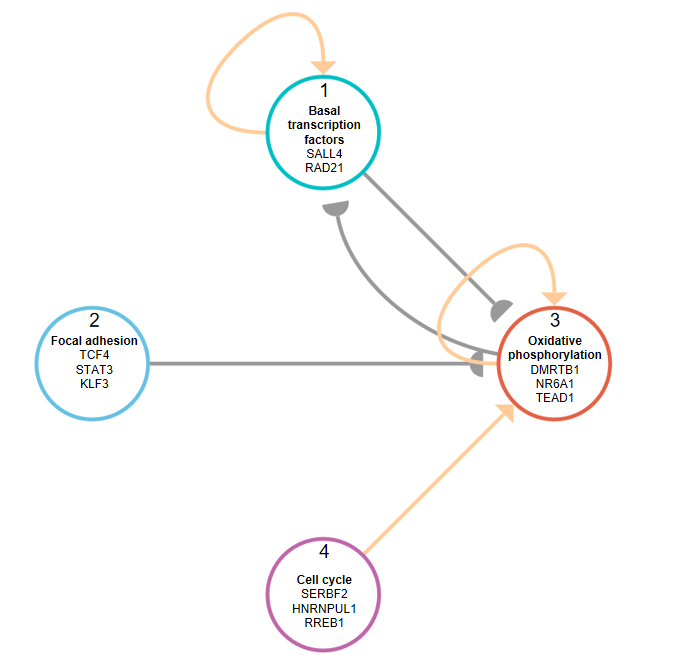 1
Basal
transcription
factors
SALL4
RAD21
2
Focal adhesion
TCF4
STAT3
KLF3
3
Oxidative
phosphorylation
DMRTB1
NR6A1
TEAD1
4
Cell cycle
SERBF2
HNRNPUL1
RREB1